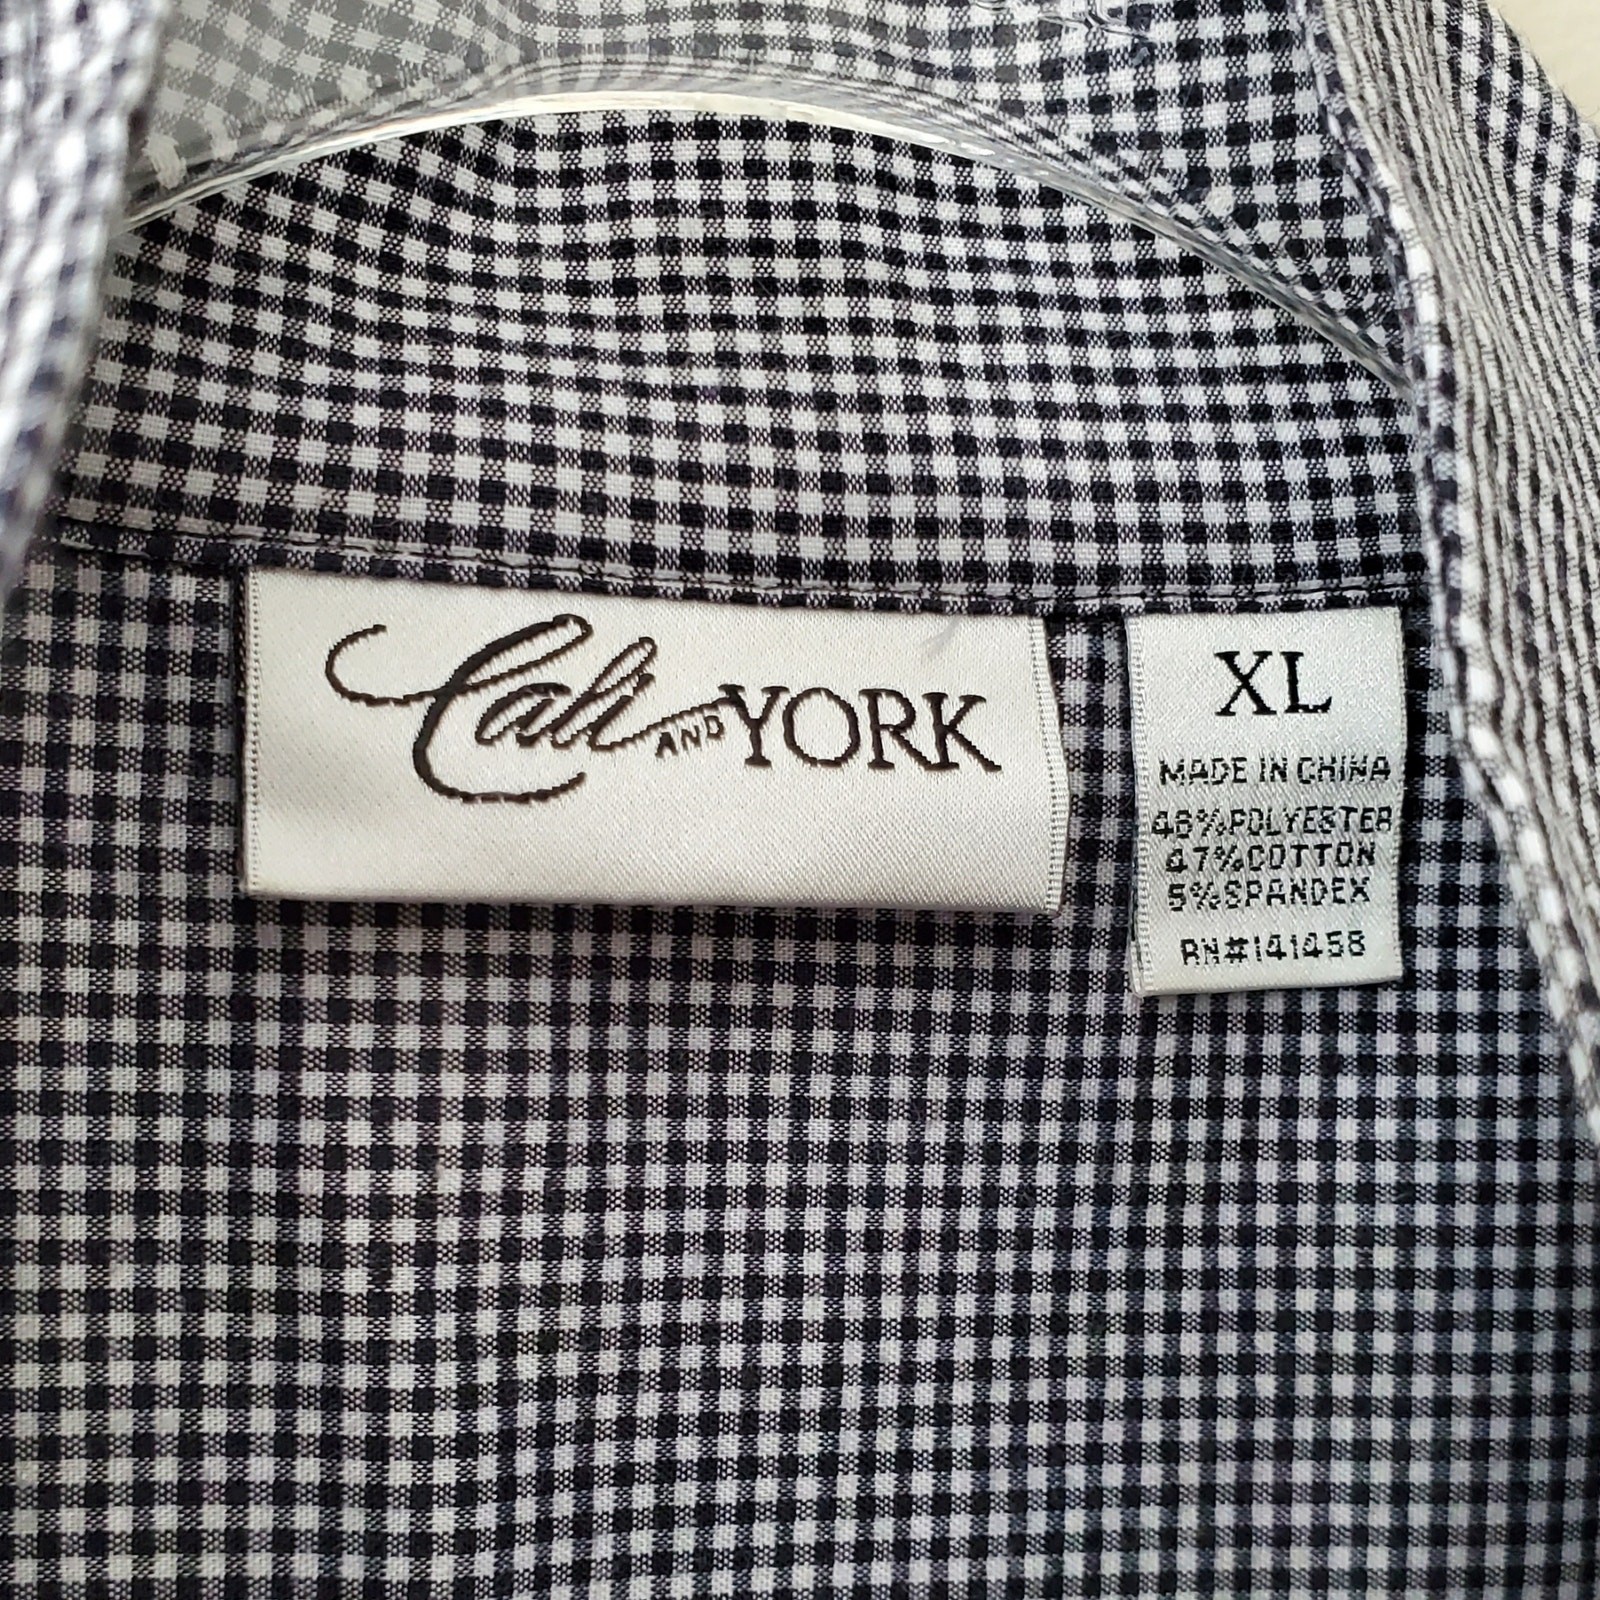 Cali AND YORK
XL
MADE IN CHINA
48%POLYESTER
47%COTTON
5%SPANDEX
RN#141458